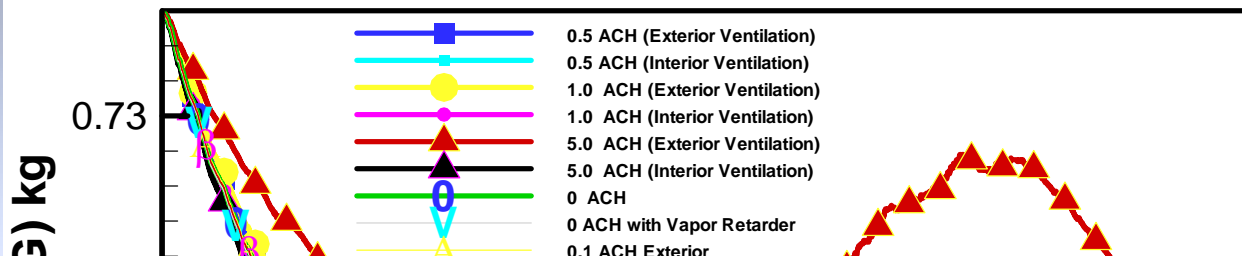 0.5 ACH (Exterior Ventilation)
0.5 ACH (Interior Ventilation)
1.0 ACH (Exterior Ventilation)
0.73
1.0 ACH (Interior Ventilation)
5.0 ACH (Exterior Ventilation)
5.0 ACH (Interior Ventilation)
0 ACH
0 ACH with Vapor Retarder
0.1 ACH Exterior
G) kg